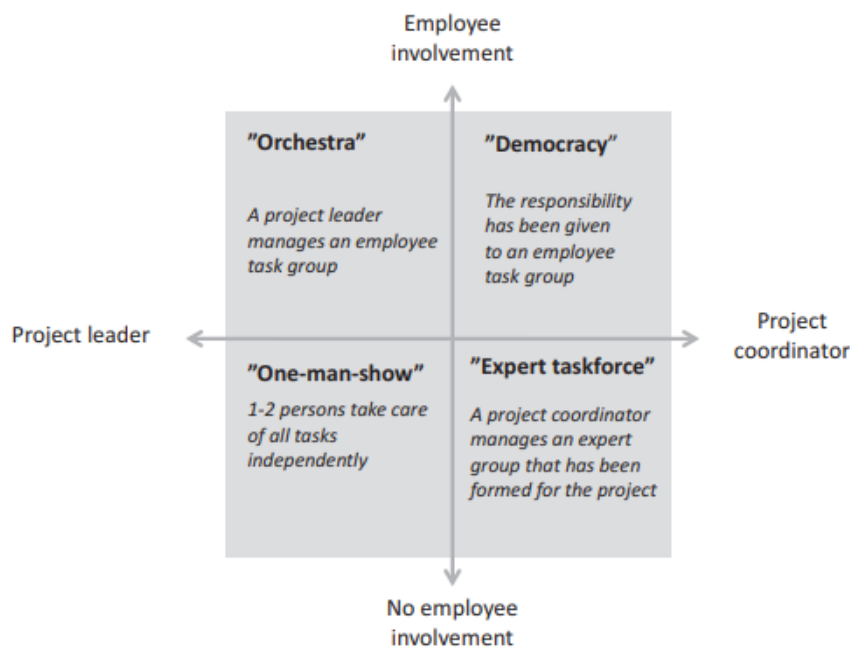 Employee
involvement
”Orchestra”
A project leader
manages an employee
task group
”Democracy”
The responsibility
has been given
to an employee
task group
Project leader
Project
coordinator
”One-man-show”
1-2 persons take care
of all tasks
independently
”Expert taskforce”
A project coordinator
manages an expert
group that has been
formed for the project
No employee
involvement